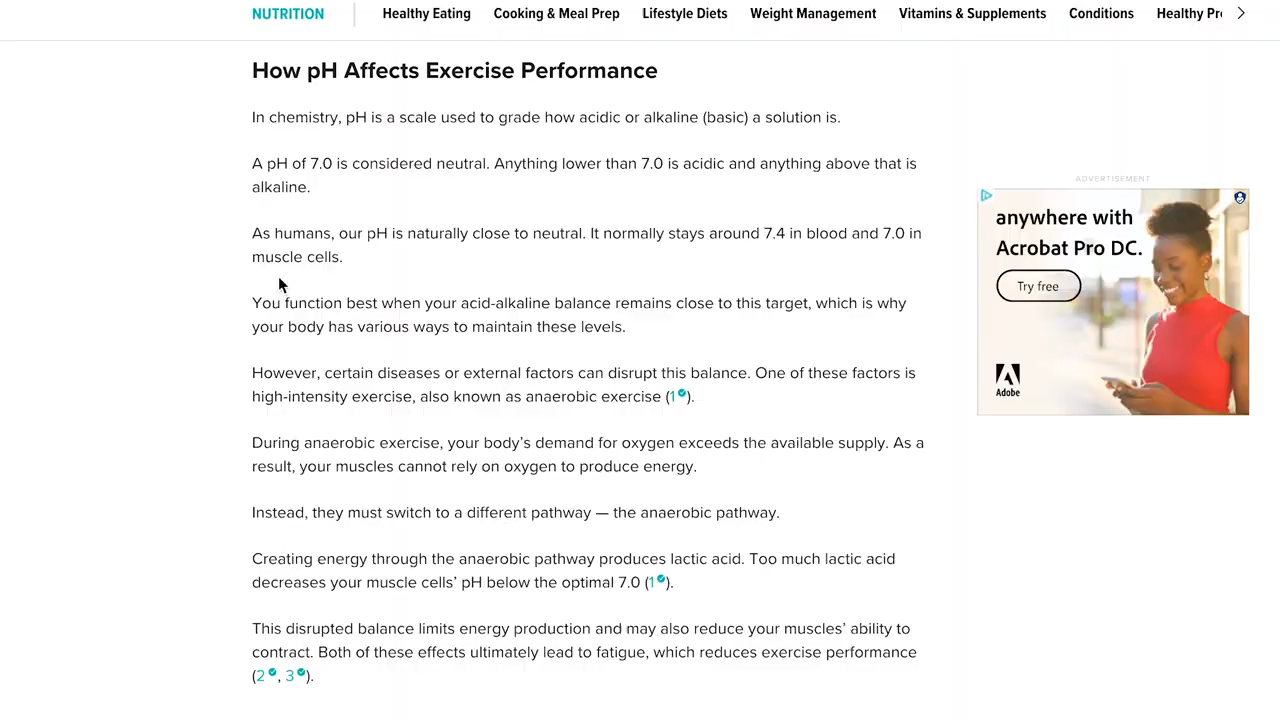 NUTRITION
Healthy Eating
Cooking & Meal Prep
Lifestyle Diets
Weight Management
Vitamins & Supplements
Conditions
Healthy Pr
How pH Affects Exercise Performance
In chemistry, pH is a scale used to grade how acidic or alkaline (basic) a solution is.
A pH of 7.0 is considered neutral. Anything lower than 7.0 is acidic and anything above that is
alkaline.
As humans, our pH is naturally close to neutral. It normally stays around 7.4 in blood and 7.0 in
muscle cells.
You function best when your acid-alkaline balance remains close to this target, which is why
your body has various ways to maintain these levels.
However, certain diseases or external factors can disrupt this balance. One of these factors is
high-intensity exercise, also known as anaerobic exercise (1).
During anaerobic exercise, your body’s demand for oxygen exceeds the available supply. As a
result, your muscles cannot rely on oxygen to produce energy.
Instead, they must switch to a different pathway — the anaerobic pathway.
Creating energy through the anaerobic pathway produces lactic acid. Too much lactic acid
decreases your muscle cells’ pH below the optimal 7.0 (1).
This disrupted balance limits energy production and may also reduce your muscles’ ability to
contract. Both of these effects ultimately lead to fatigue, which reduces exercise performance
(2, 3).
ADVERTISEMENT
anywhere with
Acrobat Pro DC.
Try free
Adobe